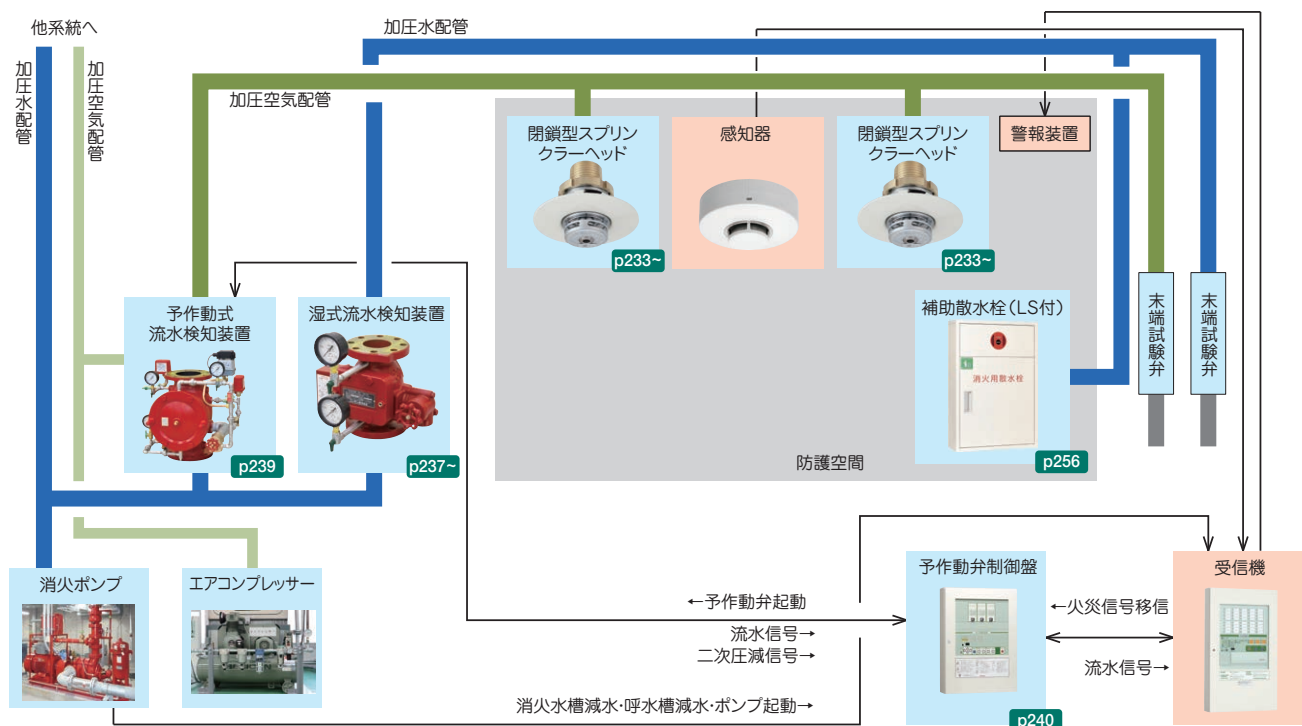 他系統へ
加圧水配管
加圧空気配管
加圧水配管
加圧空気配管
閉鎖型スプリン
クラーヘッド
p233~
感知器
閉鎖型スプリン
クラーヘッド
p233~
警報装置
予作動式
流水検知装置
p239
湿式流水検知装置
p237~
補助散水栓（LS付）
消火用散水栓
p256
末端試験弁
末端試験弁
防護空間
消火ポンプ
エアコンプレッサー
予作動弁制御盤
p240
受信機
←予作動弁起動
流水信号→
二次圧減信号→
←火災信号移信
流水信号→
消火水槽減水・呼水槽減水・ポンプ起動→